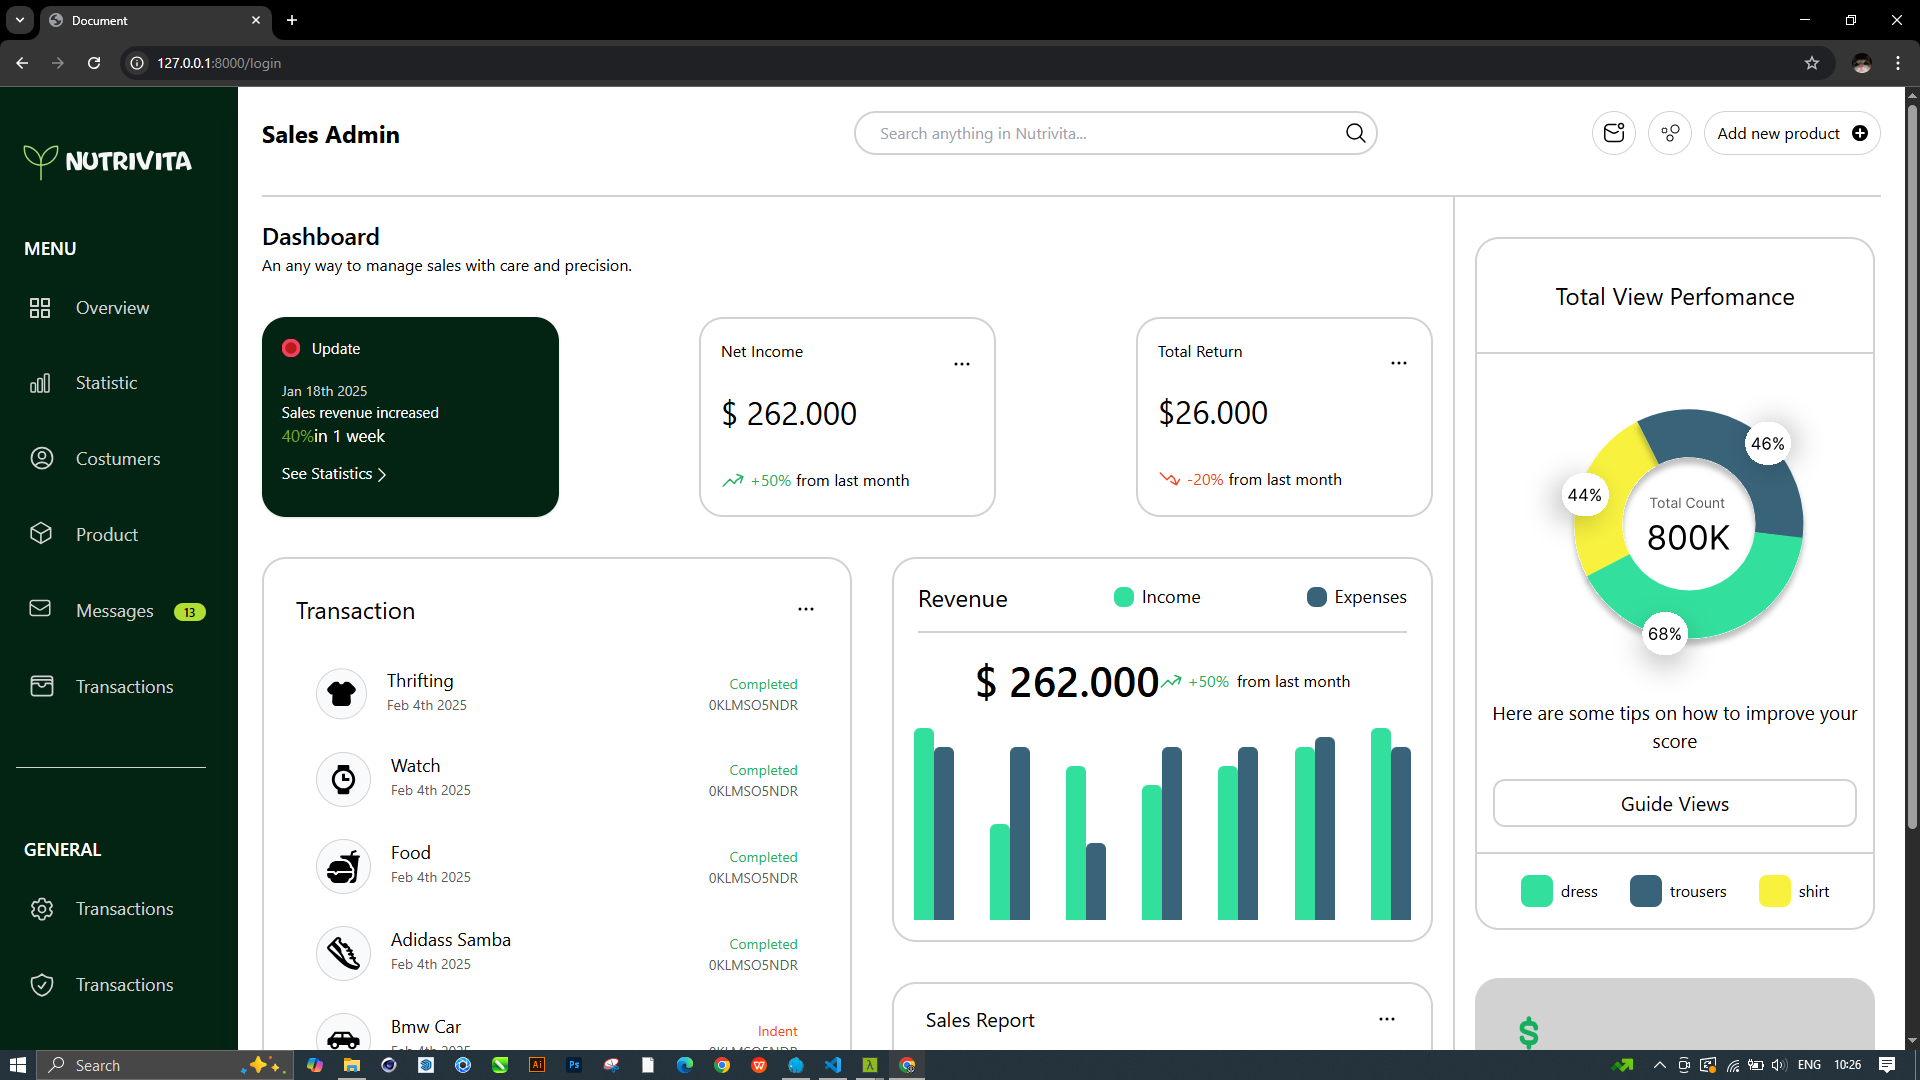 Document
127.0.0.1:8000/login
NUTRIVITA
MENU
Overview
Statistic
Costumers
Product
Messages 13
Transactions
GENERAL
Transactions
Transactions
Sales Admin
Search anything in Nutrivita...
Add new product
Dashboard
An any way to manage sales with care and precision.
Update
Jan 18th 2025
Sales revenue increased
40%in 1 week
See Statistics
Net Income
$ 262.000
+50% from last month
Total Return
$26.000
-20% from last month
Transaction
Thrifting
Feb 4th 2025
Completed
0KLMSO5NDR
Watch
Feb 4th 2025
Completed
0KLMSO5NDR
Food
Feb 4th 2025
Completed
0KLMSO5NDR
Adidass Samba
Feb 4th 2025
Completed
0KLMSO5NDR
Bmw Car
Feb 4th 2025
Indent
0KLMSO5NDR
Revenue
Income
Expenses
$ 262.000 +50% from last month
Sales Report
Total View Perfomance
46%
44%
Total Count
800K
68%
Here are some tips on how to improve your
score
Guide Views
dress
trousers
shirt
$
Search
Ai
Ps
ENG
10:26